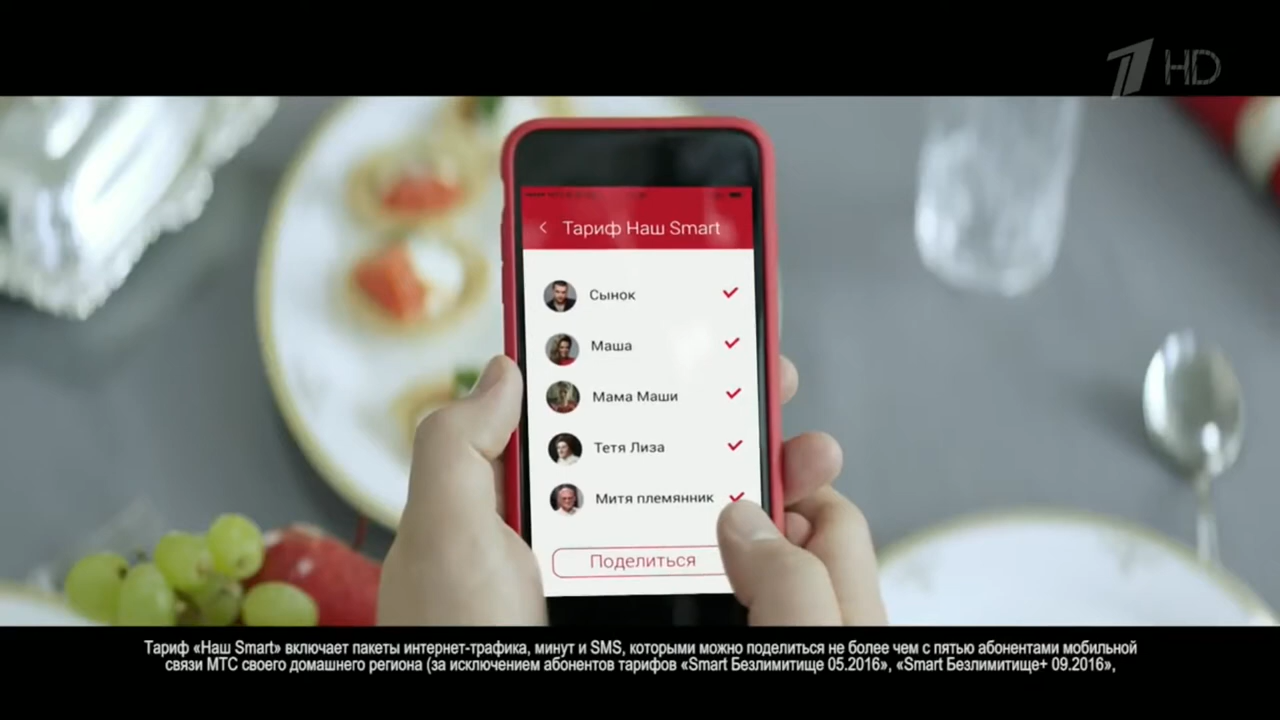 HD
Тариф Наш Smart
Сынок
Маша
Мама Маши
Тетя Лиза
Митя племянник
Поделиться
Тариф «Наш Smart» включает пакеты интернет-трафика, минут и SMS, которыми можно поделиться не более чем с пятью абонентами мобильной
связи МТС своего домашнего региона (за исключением абонентов тарифов «Smart Безлимитище 05.2016», «Smart Безлимитище+ 09.2016»,